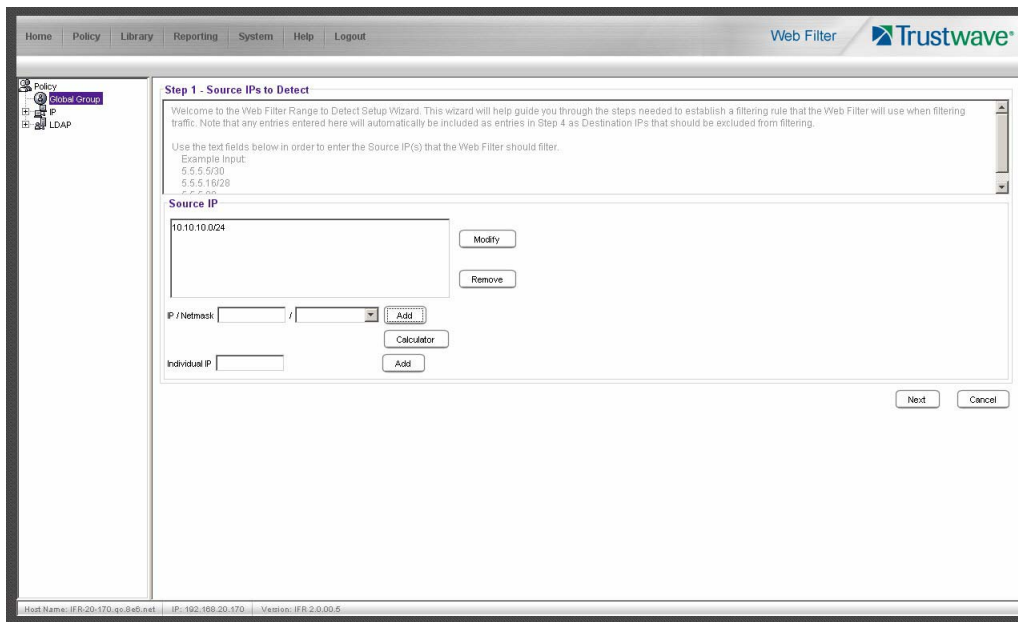 Home Policy Library Reporting System Help Logout
Web Filter Trustwave
Policy
Global Group
IP
LDAP
Step 1 - Source IPs to Detect
Welcome to the Web Filter Range to Detect Setup Wizard. This wizard will help guide you through the steps needed to establish a filtering rule that the Web Filter will use when filtering
traffic. Note that any entries entered here will automatically be included as entries in Step 4 as Destination IPs that should be excluded from filtering.
Use the text fields below in order to enter the Source IP(s) that the Web Filter should filter.
Example Input:
5.5.5.5/30
5.5.5.16/28
Source IP
10.10.10.0/24
Modify
Remove
IP / Netmask / Add
Calculator
Individual IP Add
Next Cancel
Host Name: IFR-20-170.qc.8e6.net IP: 192.168.20.170 Version: IFR 2.0.00.5